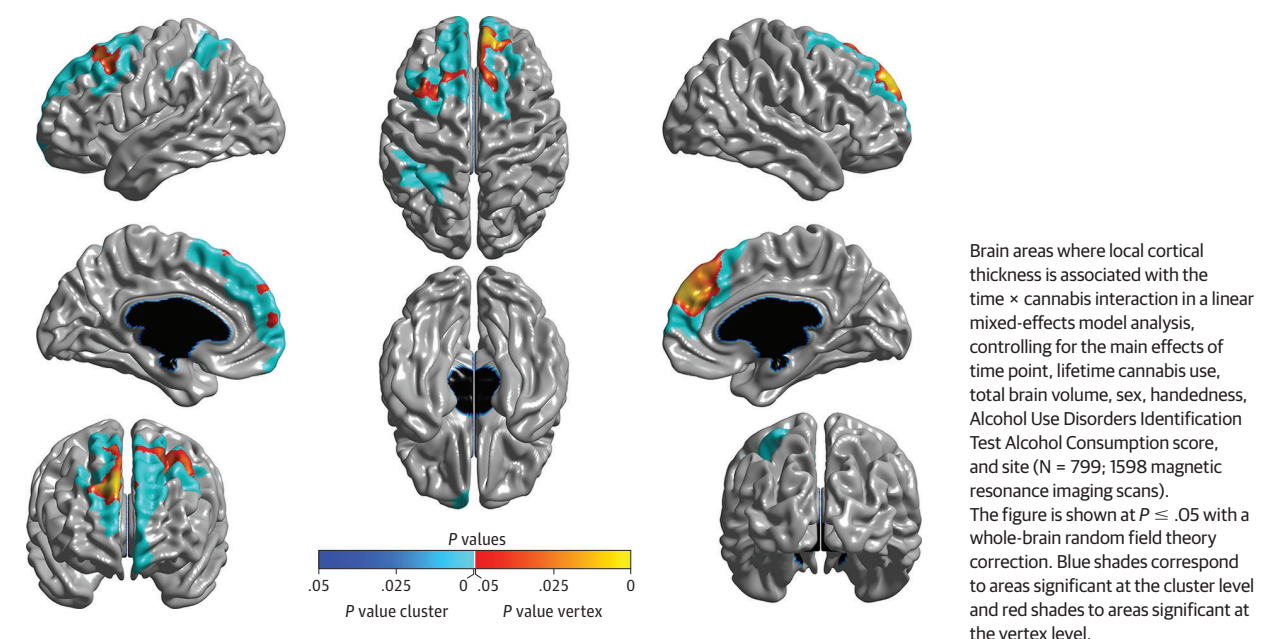 Brain areas where local cortical
thickness is associated with the
time × cannabis interaction in a linear
mixed-effects model analysis,
controlling for the main effects of
time point, lifetime cannabis use,
total brain volume, sex, handedness,
Alcohol Use Disorders Identification
Test Alcohol Consumption score,
and site (N = 799; 1598 magnetic
resonance imaging scans).
The figure is shown at P ≤ .05 with a
whole-brain random field theory
correction. Blue shades correspond
to areas significant at the cluster level
and red shades to areas significant at
the vertex level.
P values
.05 .025 0 .05 .025 0
P value cluster P value vertex